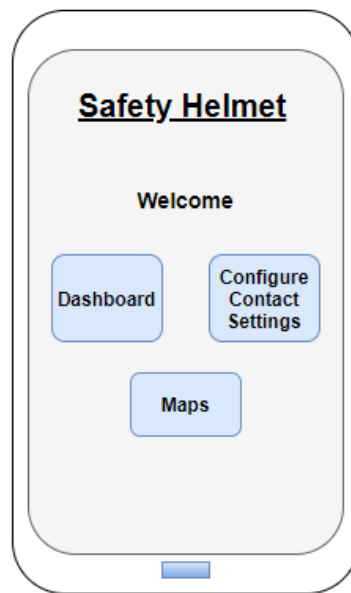 Safety Helmet
Welcome
Dashboard
Configure
Contact
Settings
Maps